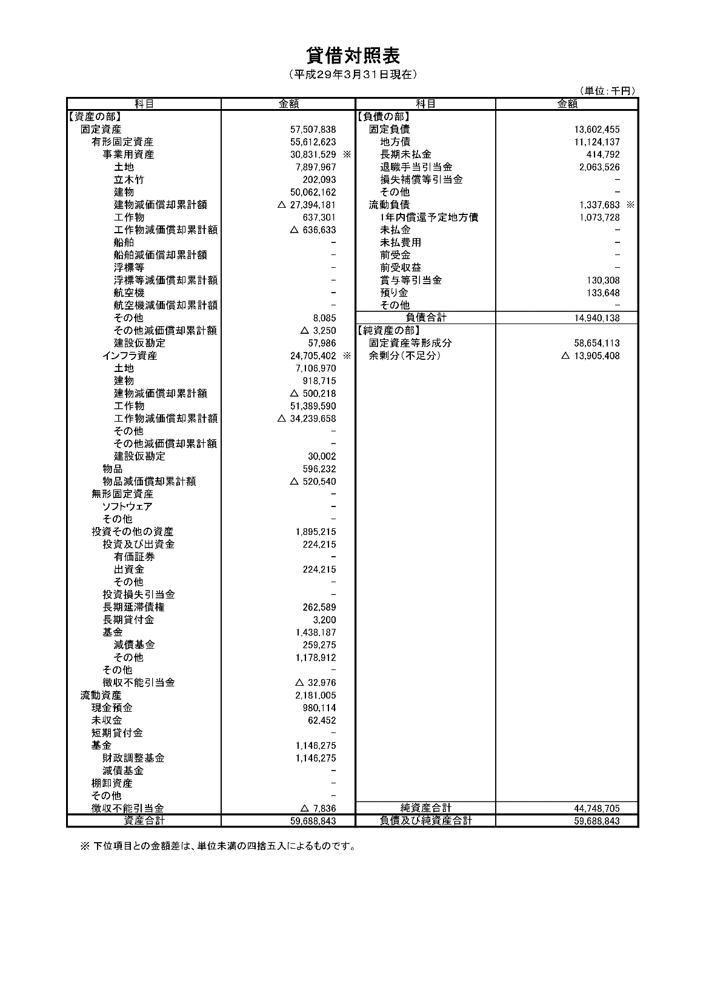 貸借対照表
（平成２９年３月３１日現在）
（単位：千円）
科目 金額 科目 金額
【資産の部】 【負債の部】
固定資産 57,507,838 固定負債 13,602,455
有形固定資産 55,612,623 地方債 11,124,137
事業用資産 30,831,529 ※ 長期未払金 414,792
土地 7,897,967 退職手当引当金 2,063,526
立木竹 202,093 損失補償等引当金 －
建物 50,062,162 その他 －
建物減価償却累計額 △ 27,394,181 流動負債 1,337,683 ※
工作物 637,301 1年内償還予定地方債 1,073,728
工作物減価償却累計額 △ 636,633 未払金 －
船舶 － 未払費用 －
船舶減価償却累計額 － 前受金 －
浮標等 － 前受収益 －
浮標等減価償却累計額 － 賞与等引当金 130,308
航空機 － 預り金 133,648
航空機減価償却累計額 － その他 －
その他 8,085 負債合計 14,940,138
その他減価償却累計額 △ 3,250 【純資産の部】
建設仮勘定 57,986 固定資産等形成分 58,654,113
インフラ資産 24,705,402 ※ 余剰分（不足分） △ 13,905,408
土地 7,106,970
建物 918,715
建物減価償却累計額 △ 500,218
工作物 51,389,590
工作物減価償却累計額 △ 34,239,658
その他 －
その他減価償却累計額 －
建設仮勘定 30,002
物品 596,232
物品減価償却累計額 △ 520,540
無形固定資産 －
ソフトウェア －
その他 －
投資その他の資産 1,895,215
投資及び出資金 224,215
有価証券 －
出資金 224,215
その他 －
投資損失引当金 －
長期延滞債権 262,589
長期貸付金 3,200
基金 1,438,187
減債基金 259,275
その他 1,178,912
その他 －
徴収不能引当金 △ 32,976
流動資産 2,181,005
現金預金 980,114
未収金 62,452
短期貸付金 －
基金 1,146,275
財政調整基金 1,146,275
減債基金 －
棚卸資産 －
その他 －
徴収不能引当金 △ 7,836 純資産合計 44,748,705
資産合計 59,688,843 負債及び純資産合計 59,688,843
※ 下位項目との金額差は、単位未満の四捨五入によるものです。